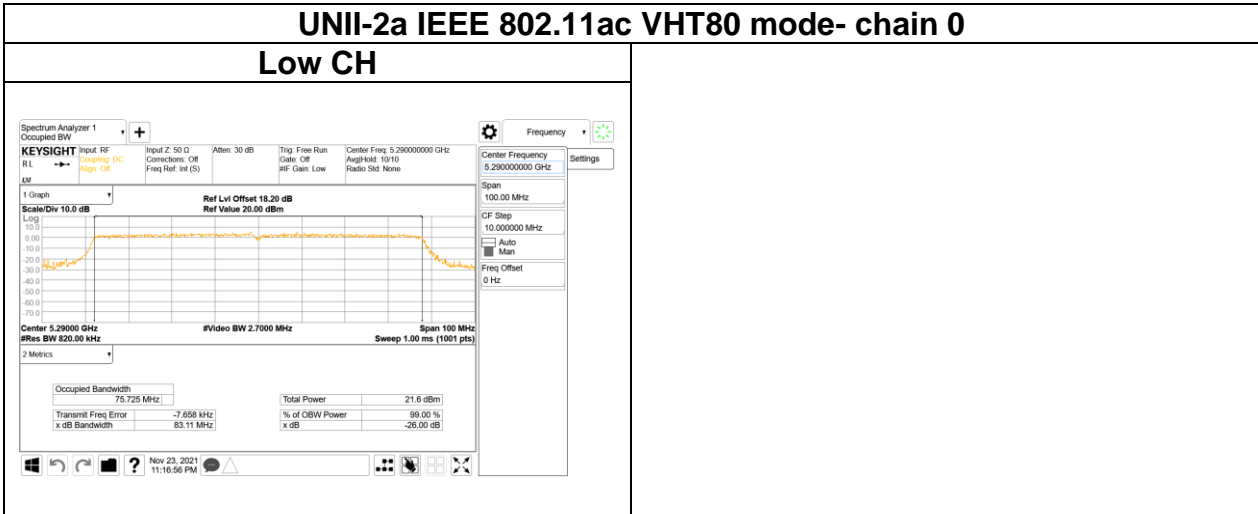 UNII-2a IEEE 802.11ac VHT80 mode- chain 0
Low CH
Spectrum Analyzer 1
Occupied BW
Frequency
Settings
KEYSIGHT
R L
Input: RF
Coupling: DC
Align: Off
Input Z: 50 Ω
Corrections: Off
Freq Ref: Int (S)
Atten: 30 dB
Trig: Free Run
Gate: Off
#IF Gain: Low
Center Freq: 5.290000000 GHz
Avg|Hold: 10/10
Radio Std: None
Center Frequency
5.290000000 GHz
Span
100.00 MHz
CF Step
10.000000 MHz
Auto
Man
Freq Offset
0 Hz
1 Graph
Scale/Div 10.0 dB
Ref Lvl Offset 18.20 dB
Ref Value 20.00 dBm
Log
10.0
0.00
-10.0
-20.0
-30.0
-40.0
-50.0
-60.0
-70.0
Center 5.29000 GHz
#Video BW 2.7000 MHz
Span 100 MHz
#Res BW 820.00 kHz
Sweep 1.00 ms (1001 pts)
2 Metrics
Occupied Bandwidth
75.725 MHz
Total Power 21.6 dBm
Transmit Freq Error -7.658 kHz
% of OBW Power 99.00 %
x dB Bandwidth 83.11 MHz
x dB -26.00 dB
?
Nov 23, 2021
11:16:56 PM